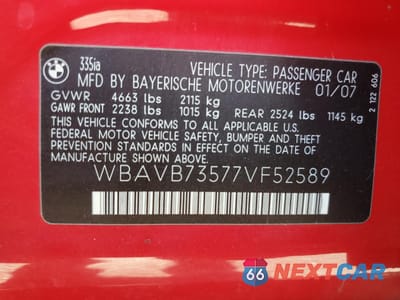 BMW
335ia
VEHICLE TYPE: PASSENGER CAR
MFD BY BAYERISCHE MOTORENWERKE 01/07
GVWR 4663 lbs 2115 kg
GAWR FRONT 2238 lbs 1015 kg REAR 2524 lbs 1145 kg
THIS VEHICLE CONFORMS TO ALL APPLICABLE
FEDERAL MOTOR VEHICLE SAFETY, BUMPER, AND THEFT
PREVENTION STANDARDS IN EFFECT ON THE DATE OF
MANUFACTURE SHOWN ABOVE.
WBAVB73577VF52589
2 122 606
66 NEXTCAR